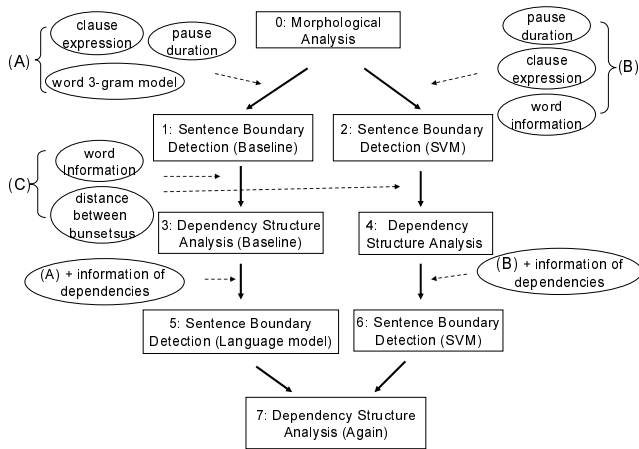 clause
expression
pause
duration
word 3-gram model
(A)
0: Morphological
Analysis
pause
duration
clause
expression
word
information
(B)
1: Sentence Boundary
Detection (Baseline)
2: Sentence Boundary
Detection (SVM)
word
Information
distance
between
bunsetsus
(C)
3: Dependency Structure
Analysis (Baseline)
4: Dependency
Structure Analysis
(A) + information of
dependencies
(B) + information of
dependencies
5: Sentence Boundary
Detection (Language model)
6: Sentence Boundary
Detection (SVM)
7: Dependency Structure
Analysis (Again)